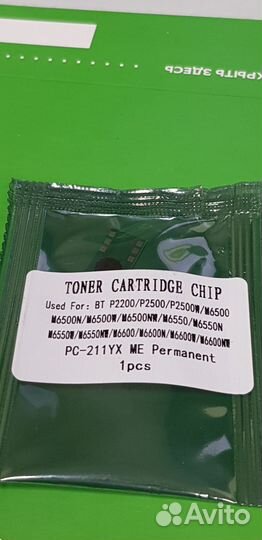 КРЫТЬ ЗДЕСЬ
TONER CARTRIDGE CHIP
Used For: BT P2200/P2500/P2500W/M6500
M6500N/M6500W/M6500NW/M6550/M6550N
M6550W/M6550NW/M6600/M6600N/M6600W/M6600NW
PC-211YX ME Permanent
1pcs
Avito